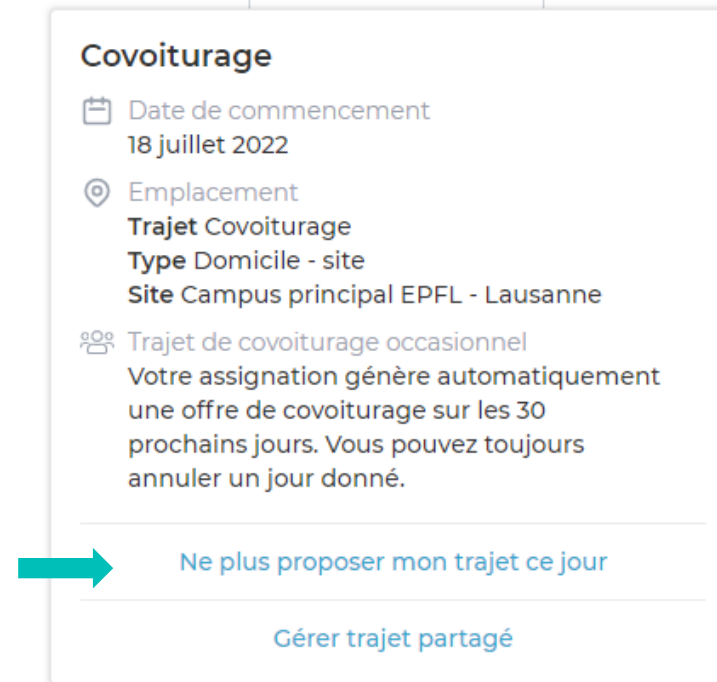 Covoiturage
Date de commencement
18 juillet 2022
Emplacement
Trajet Covoiturage
Type Domicile - site
Site Campus principal EPFL - Lausanne
Trajet de covoiturage occasionnel
Votre assignation génère automatiquement
une offre de covoiturage sur les 30
prochains jours. Vous pouvez toujours
annuler un jour donné.
Ne plus proposer mon trajet ce jour
Gérer trajet partagé